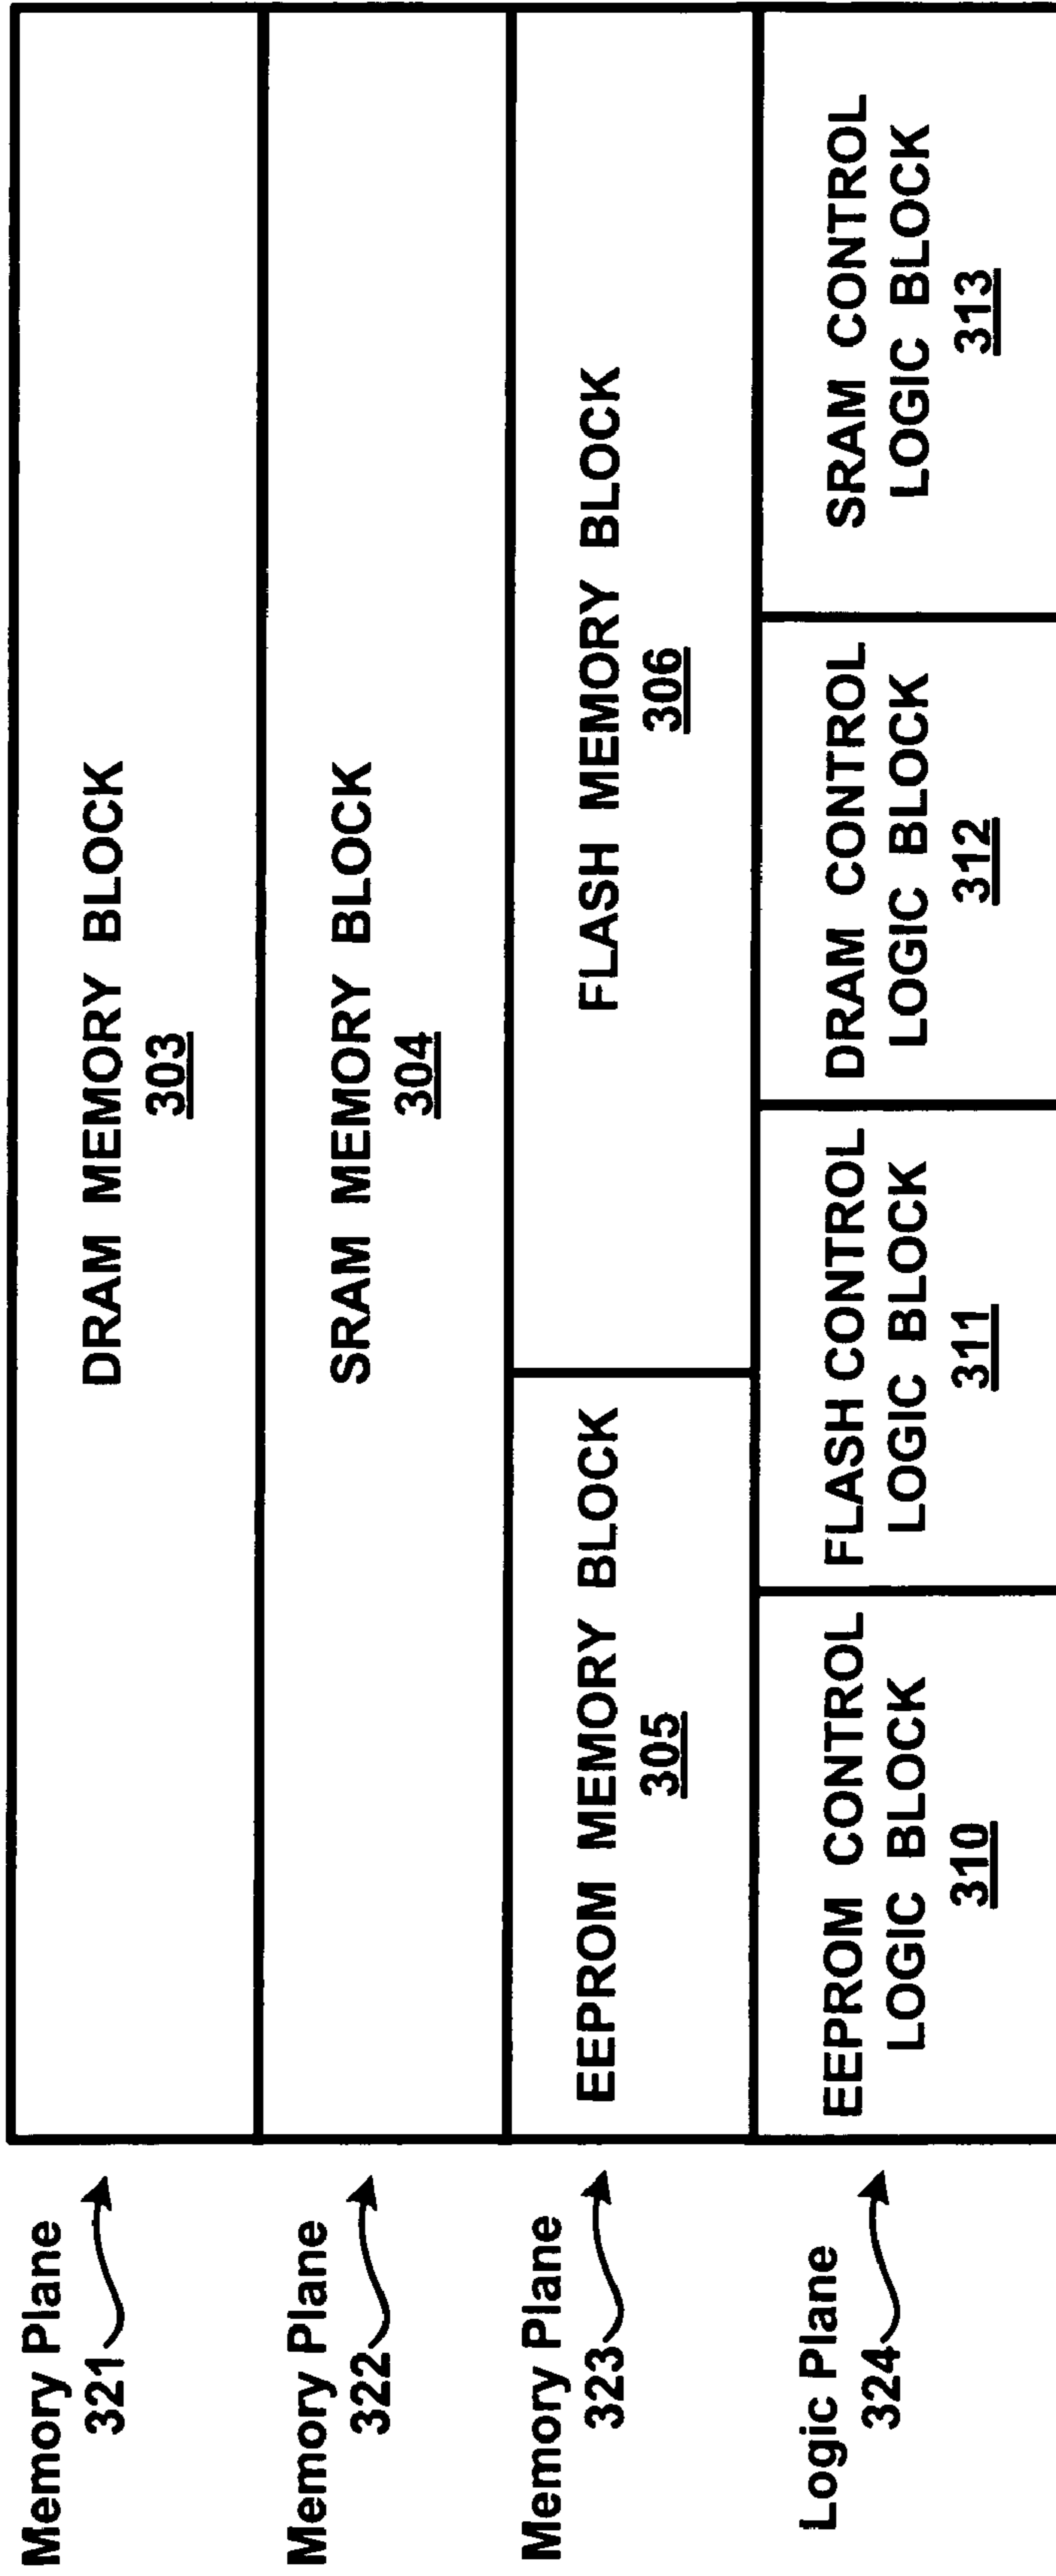 Memory Plane
321
DRAM MEMORY BLOCK
303
Memory Plane
322
SRAM MEMORY BLOCK
304
Memory Plane
323
EEPROM MEMORY BLOCK
305
FLASH MEMORY BLOCK
306
Logic Plane
324
EEPROM CONTROL
LOGIC BLOCK
310
FLASH CONTROL
LOGIC BLOCK
311
DRAM CONTROL
LOGIC BLOCK
312
SRAM CONTROL
LOGIC BLOCK
313